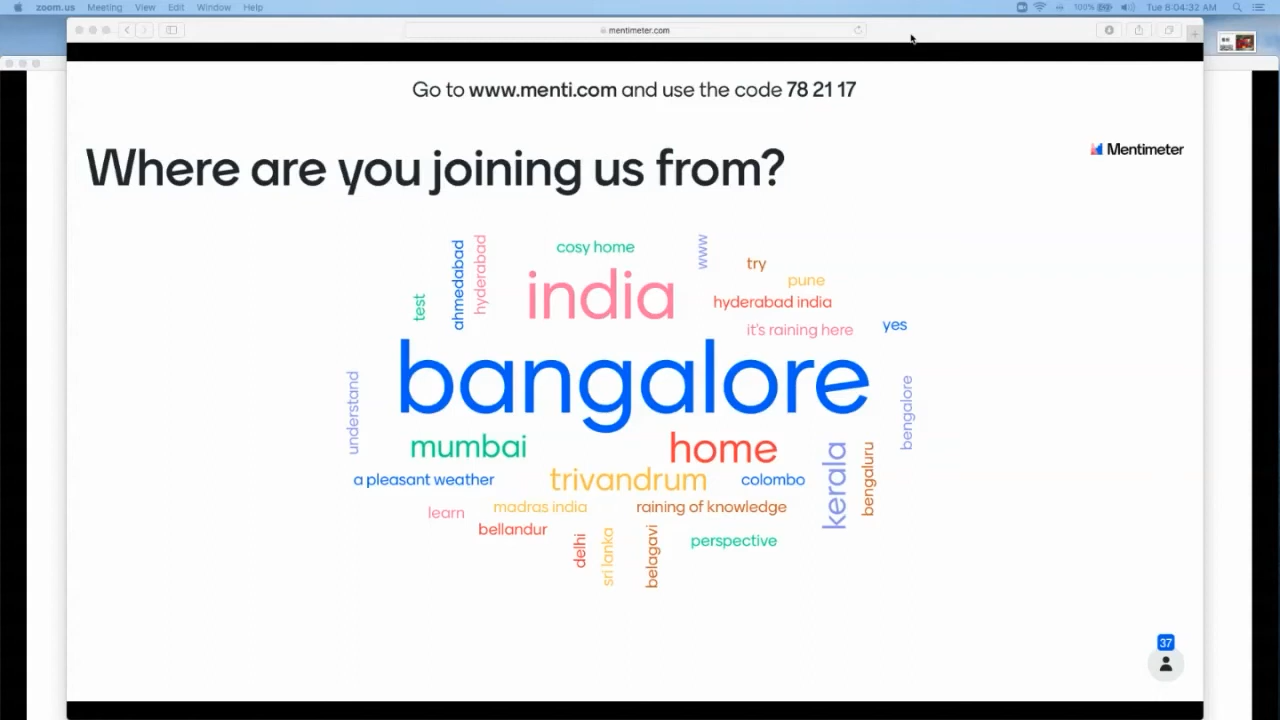 zoom.us Meeting View Edit Window Help 100% Tue 8:04:32 AM
mentimeter.com
Go to www.menti.com and use the code 78 21 17
Where are you joining us from?
Mentimeter
cosy home
www
ahmedabad
hyderabad
try
india
pune
test
hyderabad india
it's raining here
yes
bangalore
understand
bengalore
mumbai
home
a pleasant weather
trivandrum
colombo
kerala
bengaluru
learn
madras india
raining of knowledge
bellandur
delhi
sri lanka
belagavi
perspective
37